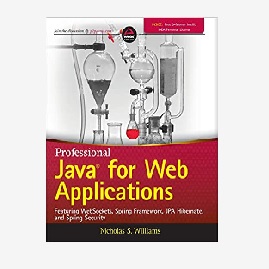 Professional
Java® for Web
Applications
Featuring WebSockets, Spring Framework, JPA Hibernate,
and Spring Security
Nicholas S. Williams